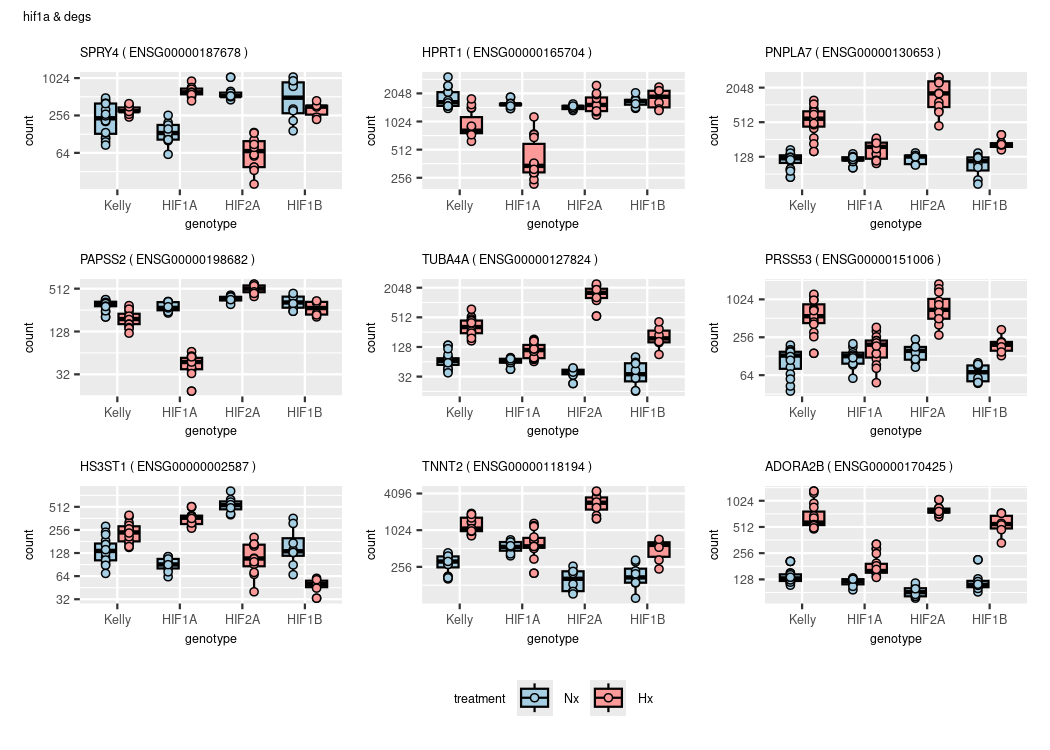 hif1a & degs
SPRY4 ( ENSG00000187678 )
HPRT1 ( ENSG00000165704 )
PNPLA7 ( ENSG00000130653 )
count
1024
256
64
Kelly HIF1A HIF2A HIF1B
genotype
count
2048
1024
512
256
Kelly HIF1A HIF2A HIF1B
genotype
count
2048
512
128
Kelly HIF1A HIF2A HIF1B
genotype
PAPSS2 ( ENSG00000198682 )
TUBA4A ( ENSG00000127824 )
PRSS53 ( ENSG00000151006 )
count
512
128
32
Kelly HIF1A HIF2A HIF1B
genotype
count
2048
512
128
32
Kelly HIF1A HIF2A HIF1B
genotype
count
1024
256
64
Kelly HIF1A HIF2A HIF1B
genotype
HS3ST1 ( ENSG00000002587 )
TNNT2 ( ENSG00000118194 )
ADORA2B ( ENSG00000170425 )
count
512
256
128
64
32
Kelly HIF1A HIF2A HIF1B
genotype
count
4096
1024
256
Kelly HIF1A HIF2A HIF1B
genotype
count
1024
512
256
128
Kelly HIF1A HIF2A HIF1B
genotype
treatment Nx Hx